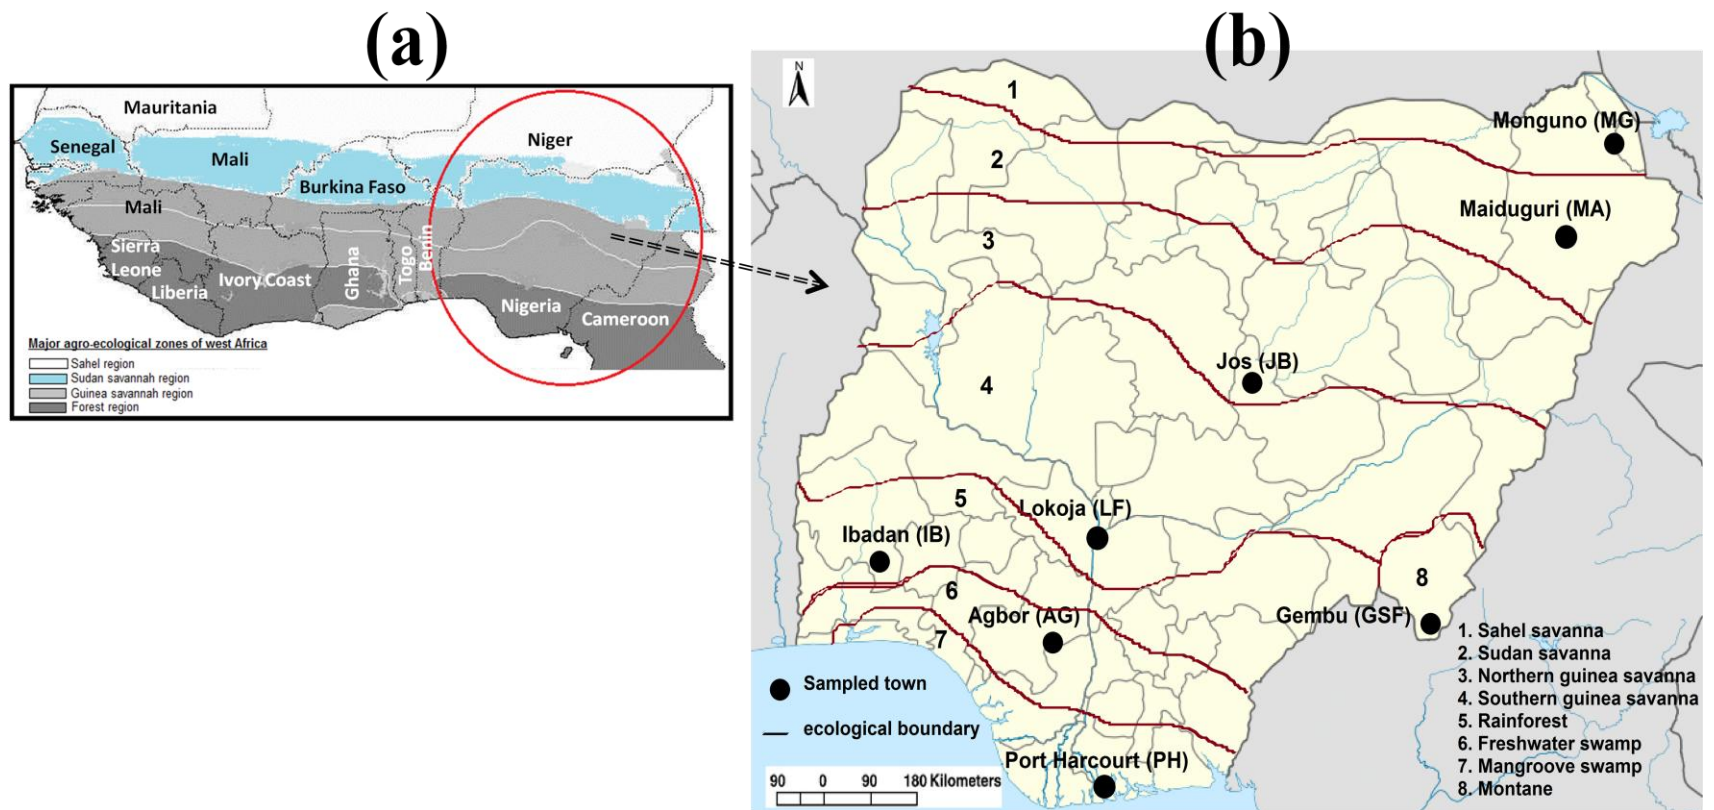 (a)
Mauritania
Niger
Senegal
Mali
Burkina Faso
Mali
Sierra
Leone
Liberia
Ivory Coast
Ghana
Togo
Benin
Nigeria
Cameroon
Major agro-ecological zones of west Africa
Sahel region
Sudan savannah region
Guinea savannah region
Forest region
(b)
N
1
Monguno (MG)
2
Maiduguri (MA)
3
Jos (JB)
4
5
Lokoja (LF)
Ibadan (IB)
6
8
Agbor (AG)
Gembu (GSF)
7
Sampled town
ecological boundary
Port Harcourt (PH)
90 0 90 180 Kilometers
1. Sahel savanna
2. Sudan savanna
3. Northern guinea savanna
4. Southern guinea savanna
5. Rainforest
6. Freshwater swamp
7. Mangroove swamp
8. Montane